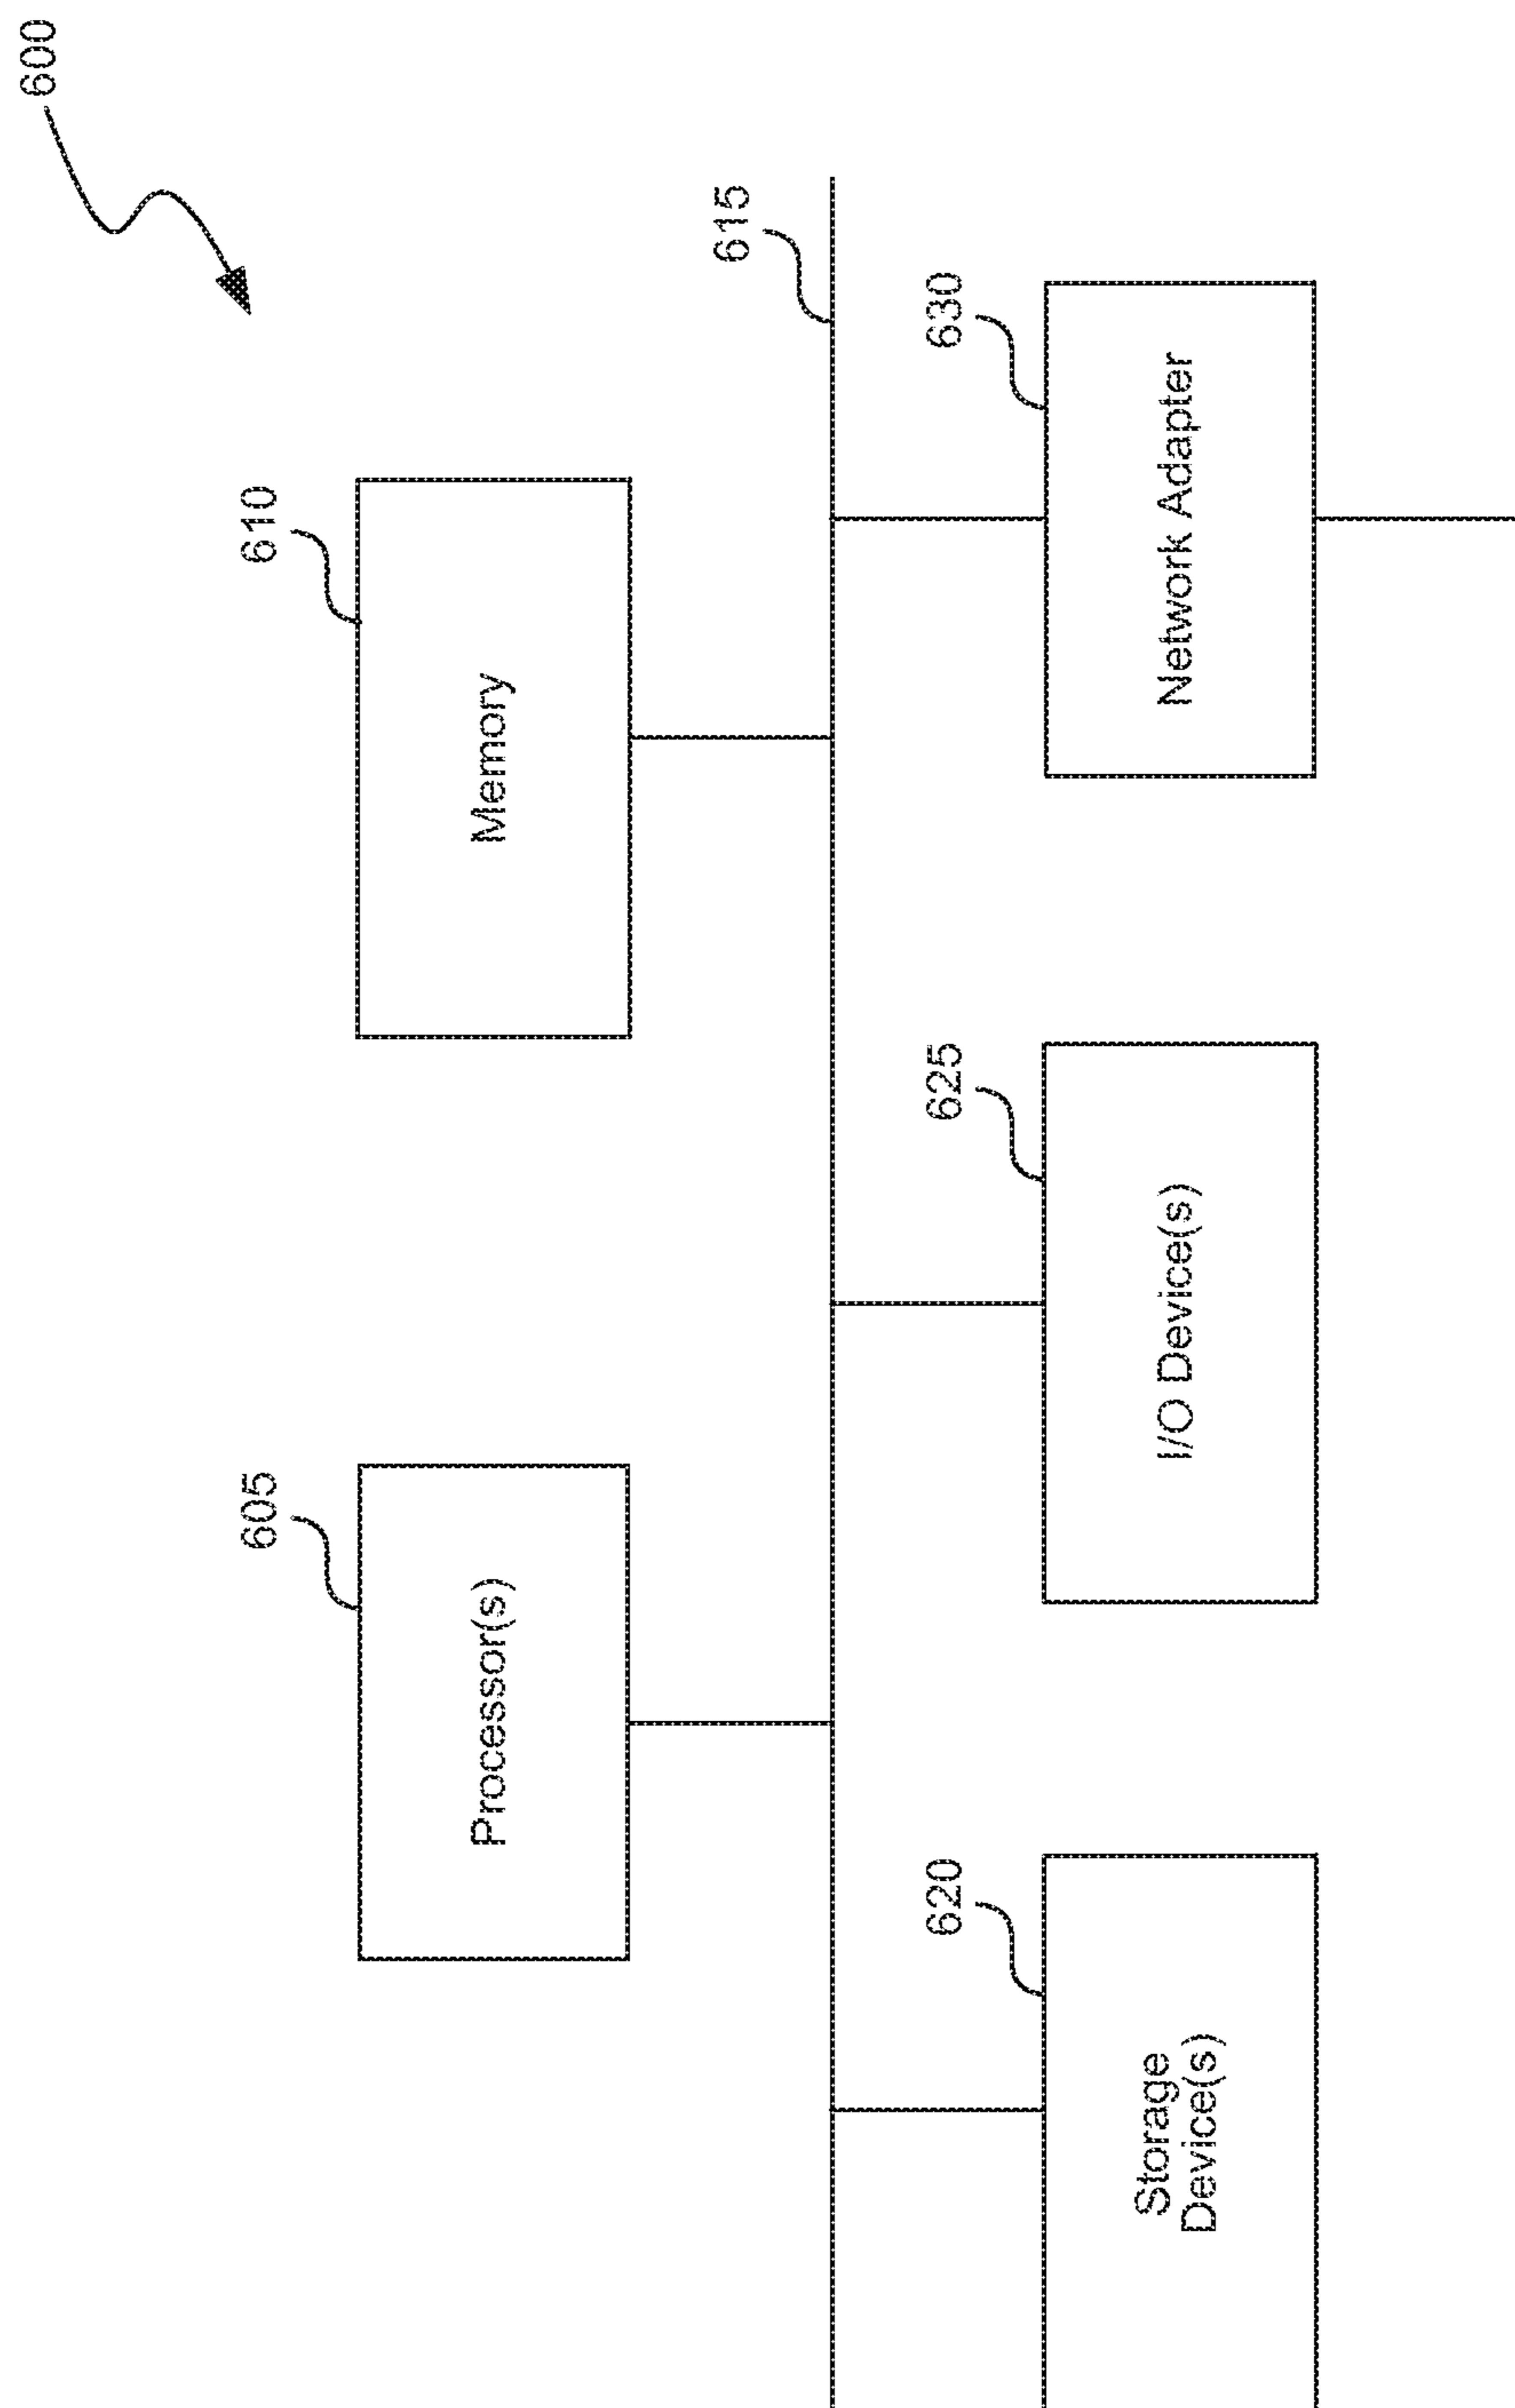 600
605
Processor(s)
610
Memory
615
620
Storage
Device(s)
625
I/O Device(s)
630
Network Adapter